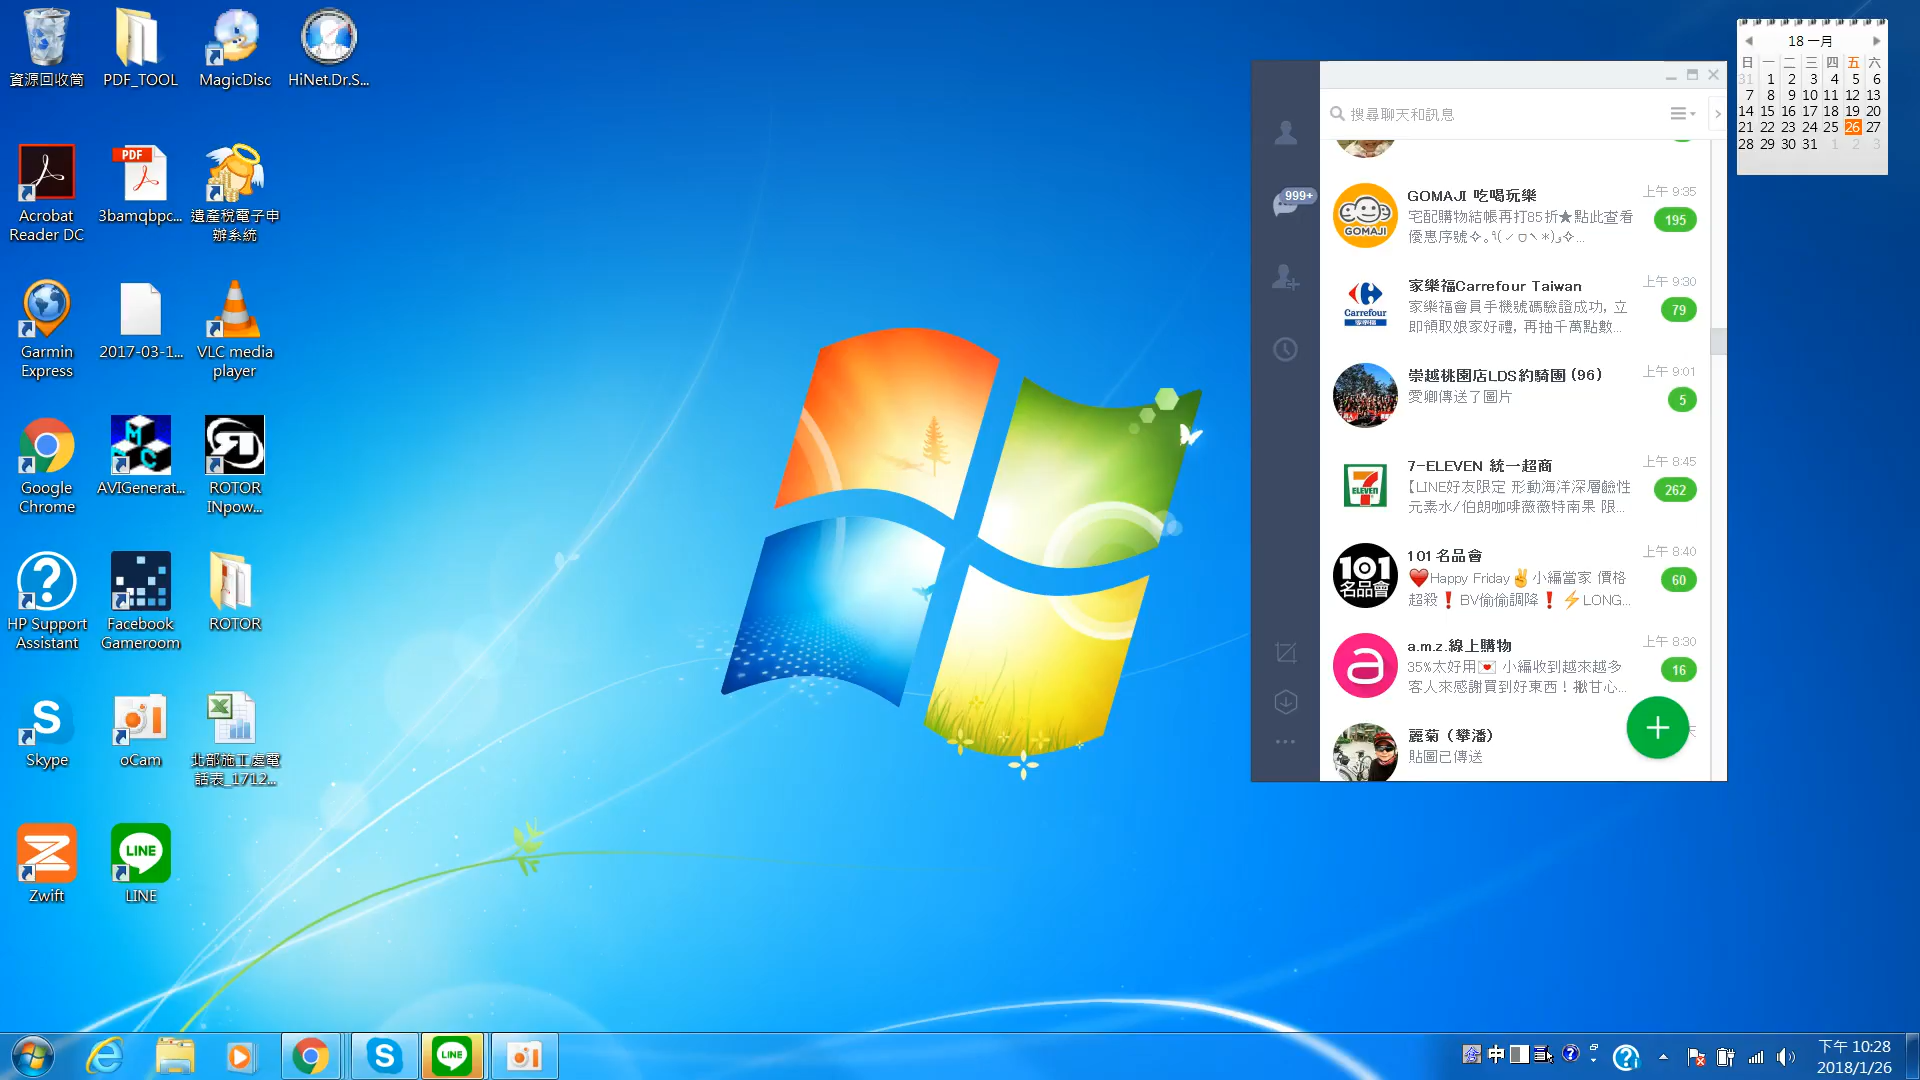 資源回收筒
PDF_TOOL
MagicDisc
HiNet.Dr.S...
Acrobat
Reader DC
3bamqbpc...
遺產稅電子申
辦系統
Garmin
Express
2017-03-1...
VLC media
player
Google
Chrome
AVIGenerat...
ROTOR
INpow...
HP Support
Assistant
Facebook
Gameroom
ROTOR
Skype
oCam
北部施工處電
話表_1712...
Zwift
LINE
999+
搜尋聊天和訊息
GOMAJI 吃喝玩樂
上午 9:35
宅配購物結帳再打85折★點此查看
195
優惠序號✧｡٩(ˊᗜˋ*)و✧...
GOMAJI
家樂福Carrefour Taiwan
上午 9:30
家樂福會員手機號碼驗證成功, 立
79
即領取娘家好禮, 再抽千萬點數...
Carrefour
家樂福
崇越桃園店LDS約騎團 (96)
上午 9:01
愛卿傳送了圖片
5
7-ELEVEN 統一超商
上午 8:45
【LINE好友限定 形動海洋深層鹼性
262
元素水/伯朗咖啡薇薇特南果 限...
7
ELEVEN
101 名品會
上午 8:40
❤️Happy Friday✌小編當家 價格
60
超殺❗BV偷偷調降❗⚡LONG...
101
名品會
a.m.z.線上購物
上午 8:30
35%太好用💌 小編收到越來越多
16
客人來感謝買到好東西！揪甘心...
a
麗菊（攀潘）
貼圖已傳送
18 一月
日 一 二 三 四 五 六
31 1 2 3 4 5 6
7 8 9 10 11 12 13
14 15 16 17 18 19 20
21 22 23 24 25 26 27
28 29 30 31 1 2 3
LINE
中
下午 10:28
2018/1/26